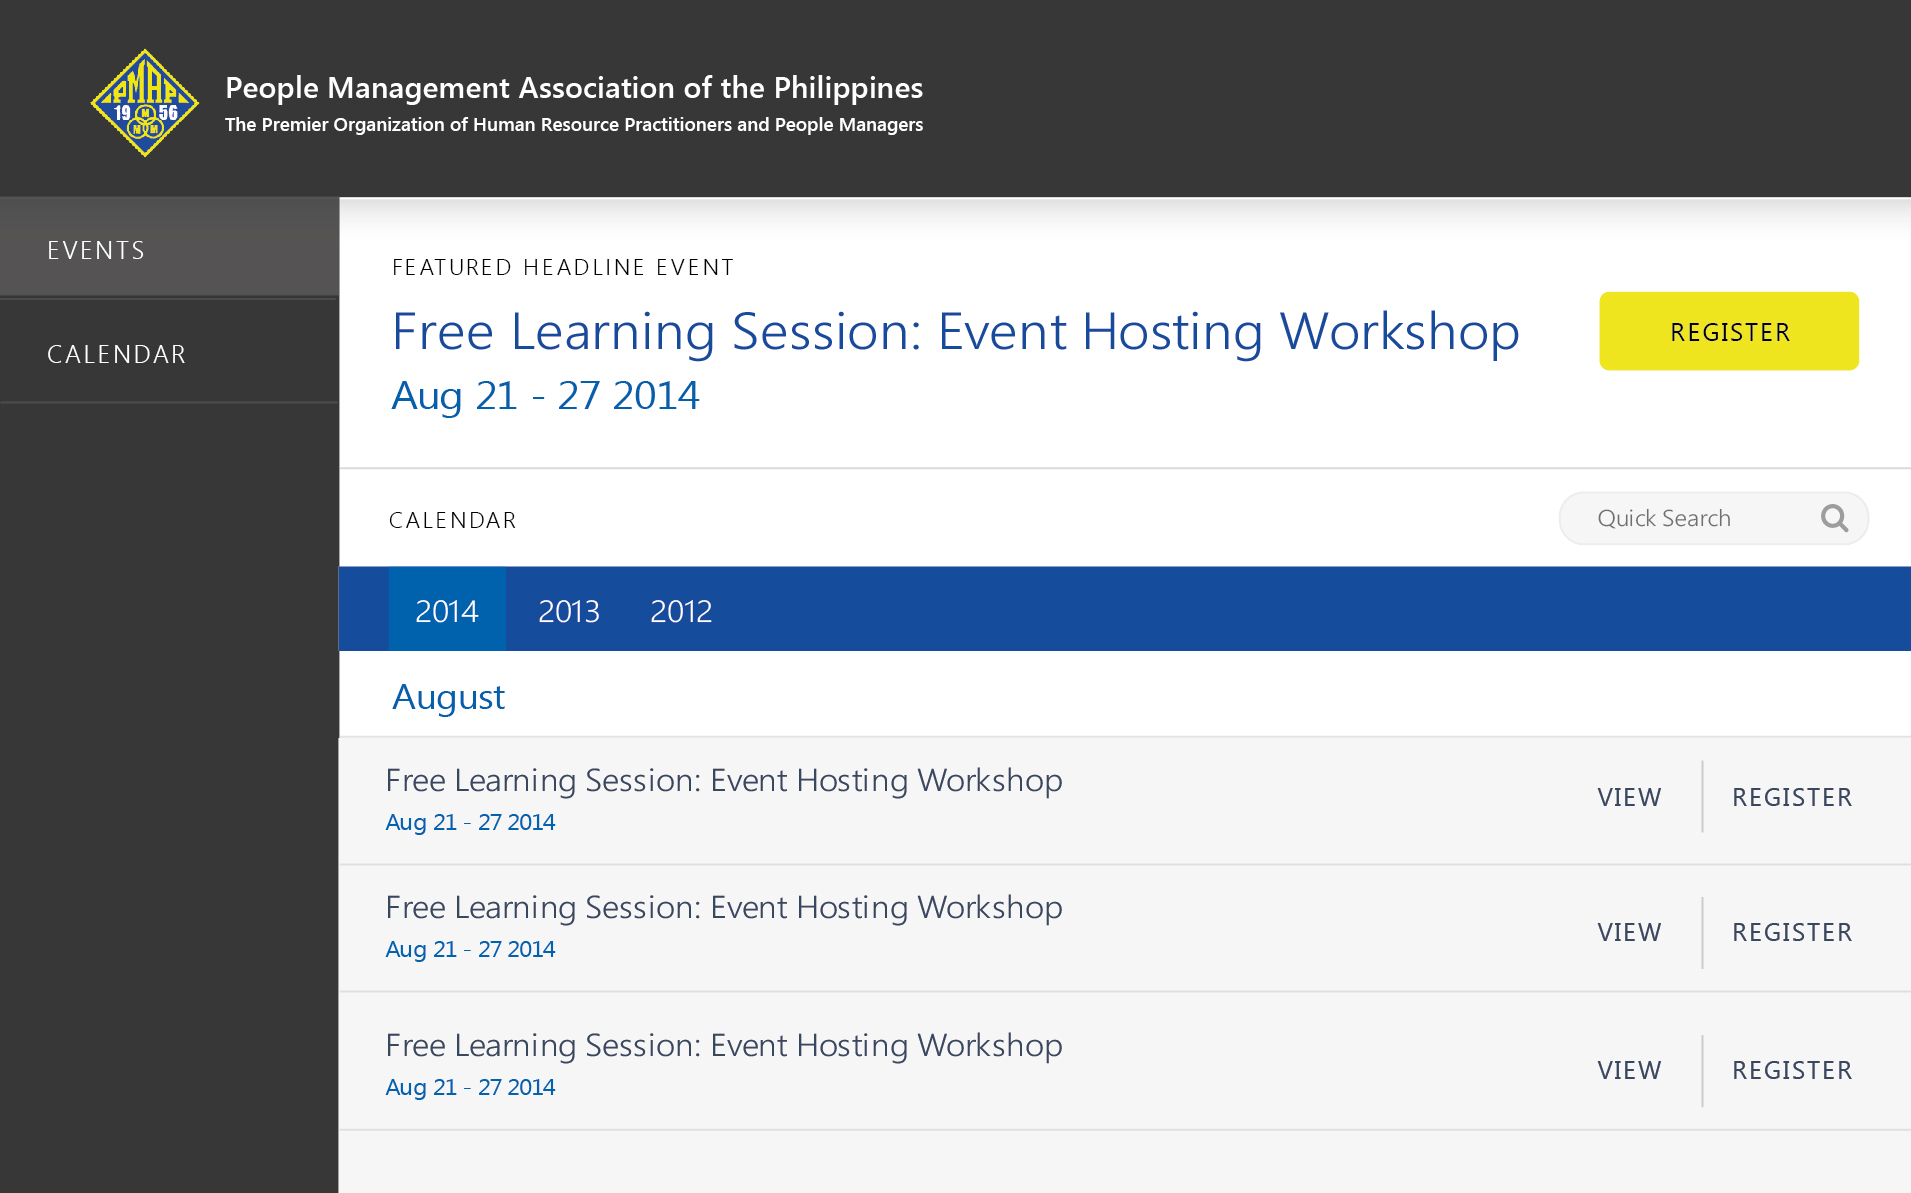 PMAP
19 56
M
M M
People Management Association of the Philippines
The Premier Organization of Human Resource Practitioners and People Managers
EVENTS
CALENDAR
FEATURED HEADLINE EVENT
Free Learning Session: Event Hosting Workshop
Aug 21 - 27 2014
REGISTER
CALENDAR
Quick Search
2014 2013 2012
August
Free Learning Session: Event Hosting Workshop
Aug 21 - 27 2014
VIEW REGISTER
Free Learning Session: Event Hosting Workshop
Aug 21 - 27 2014
VIEW REGISTER
Free Learning Session: Event Hosting Workshop
Aug 21 - 27 2014
VIEW REGISTER